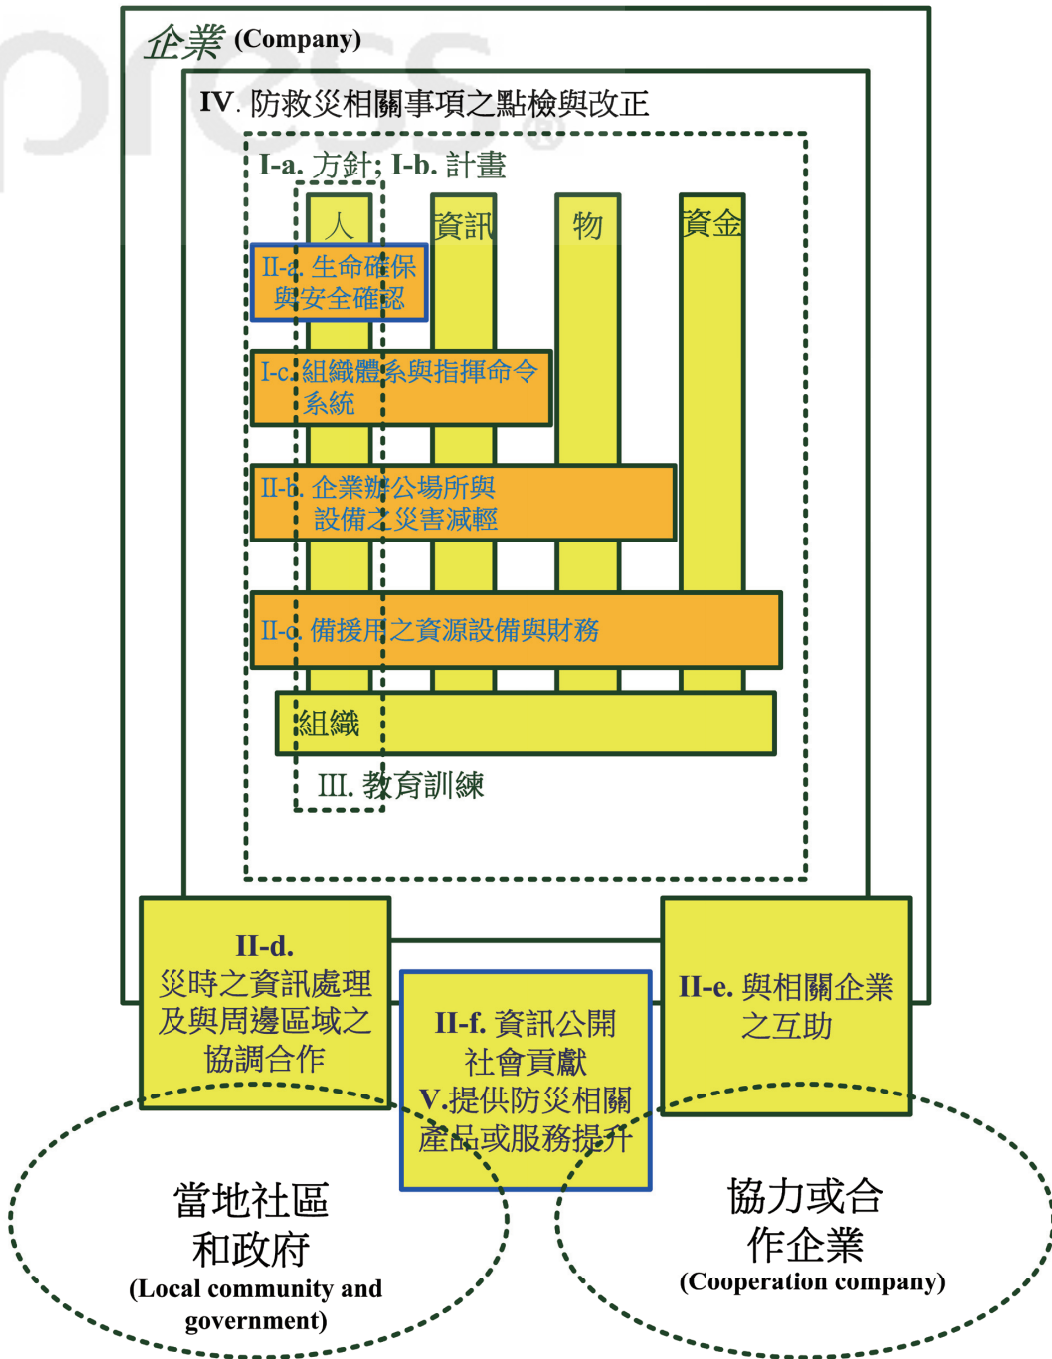 press®
企業 (Company)
IV. 防救災相關事項之點檢與改正
I-a. 方針; I-b. 計畫
人 資訊 物 資金
II-a. 生命確保
與安全確認
I-c. 組織體系與指揮命令
系統
II-b. 企業辦公場所與
設備之災害減輕
II-c. 備援用之資源設備與財務
組織
III. 教育訓練
II-d.
災時之資訊處理
及與周邊區域之
協調合作
II-f. 資訊公開
社會貢獻
V.提供防災相關
產品或服務提升
II-e. 與相關企業
之互助
當地社區
和政府
(Local community and
government)
協力或合
作企業
(Cooperation company)